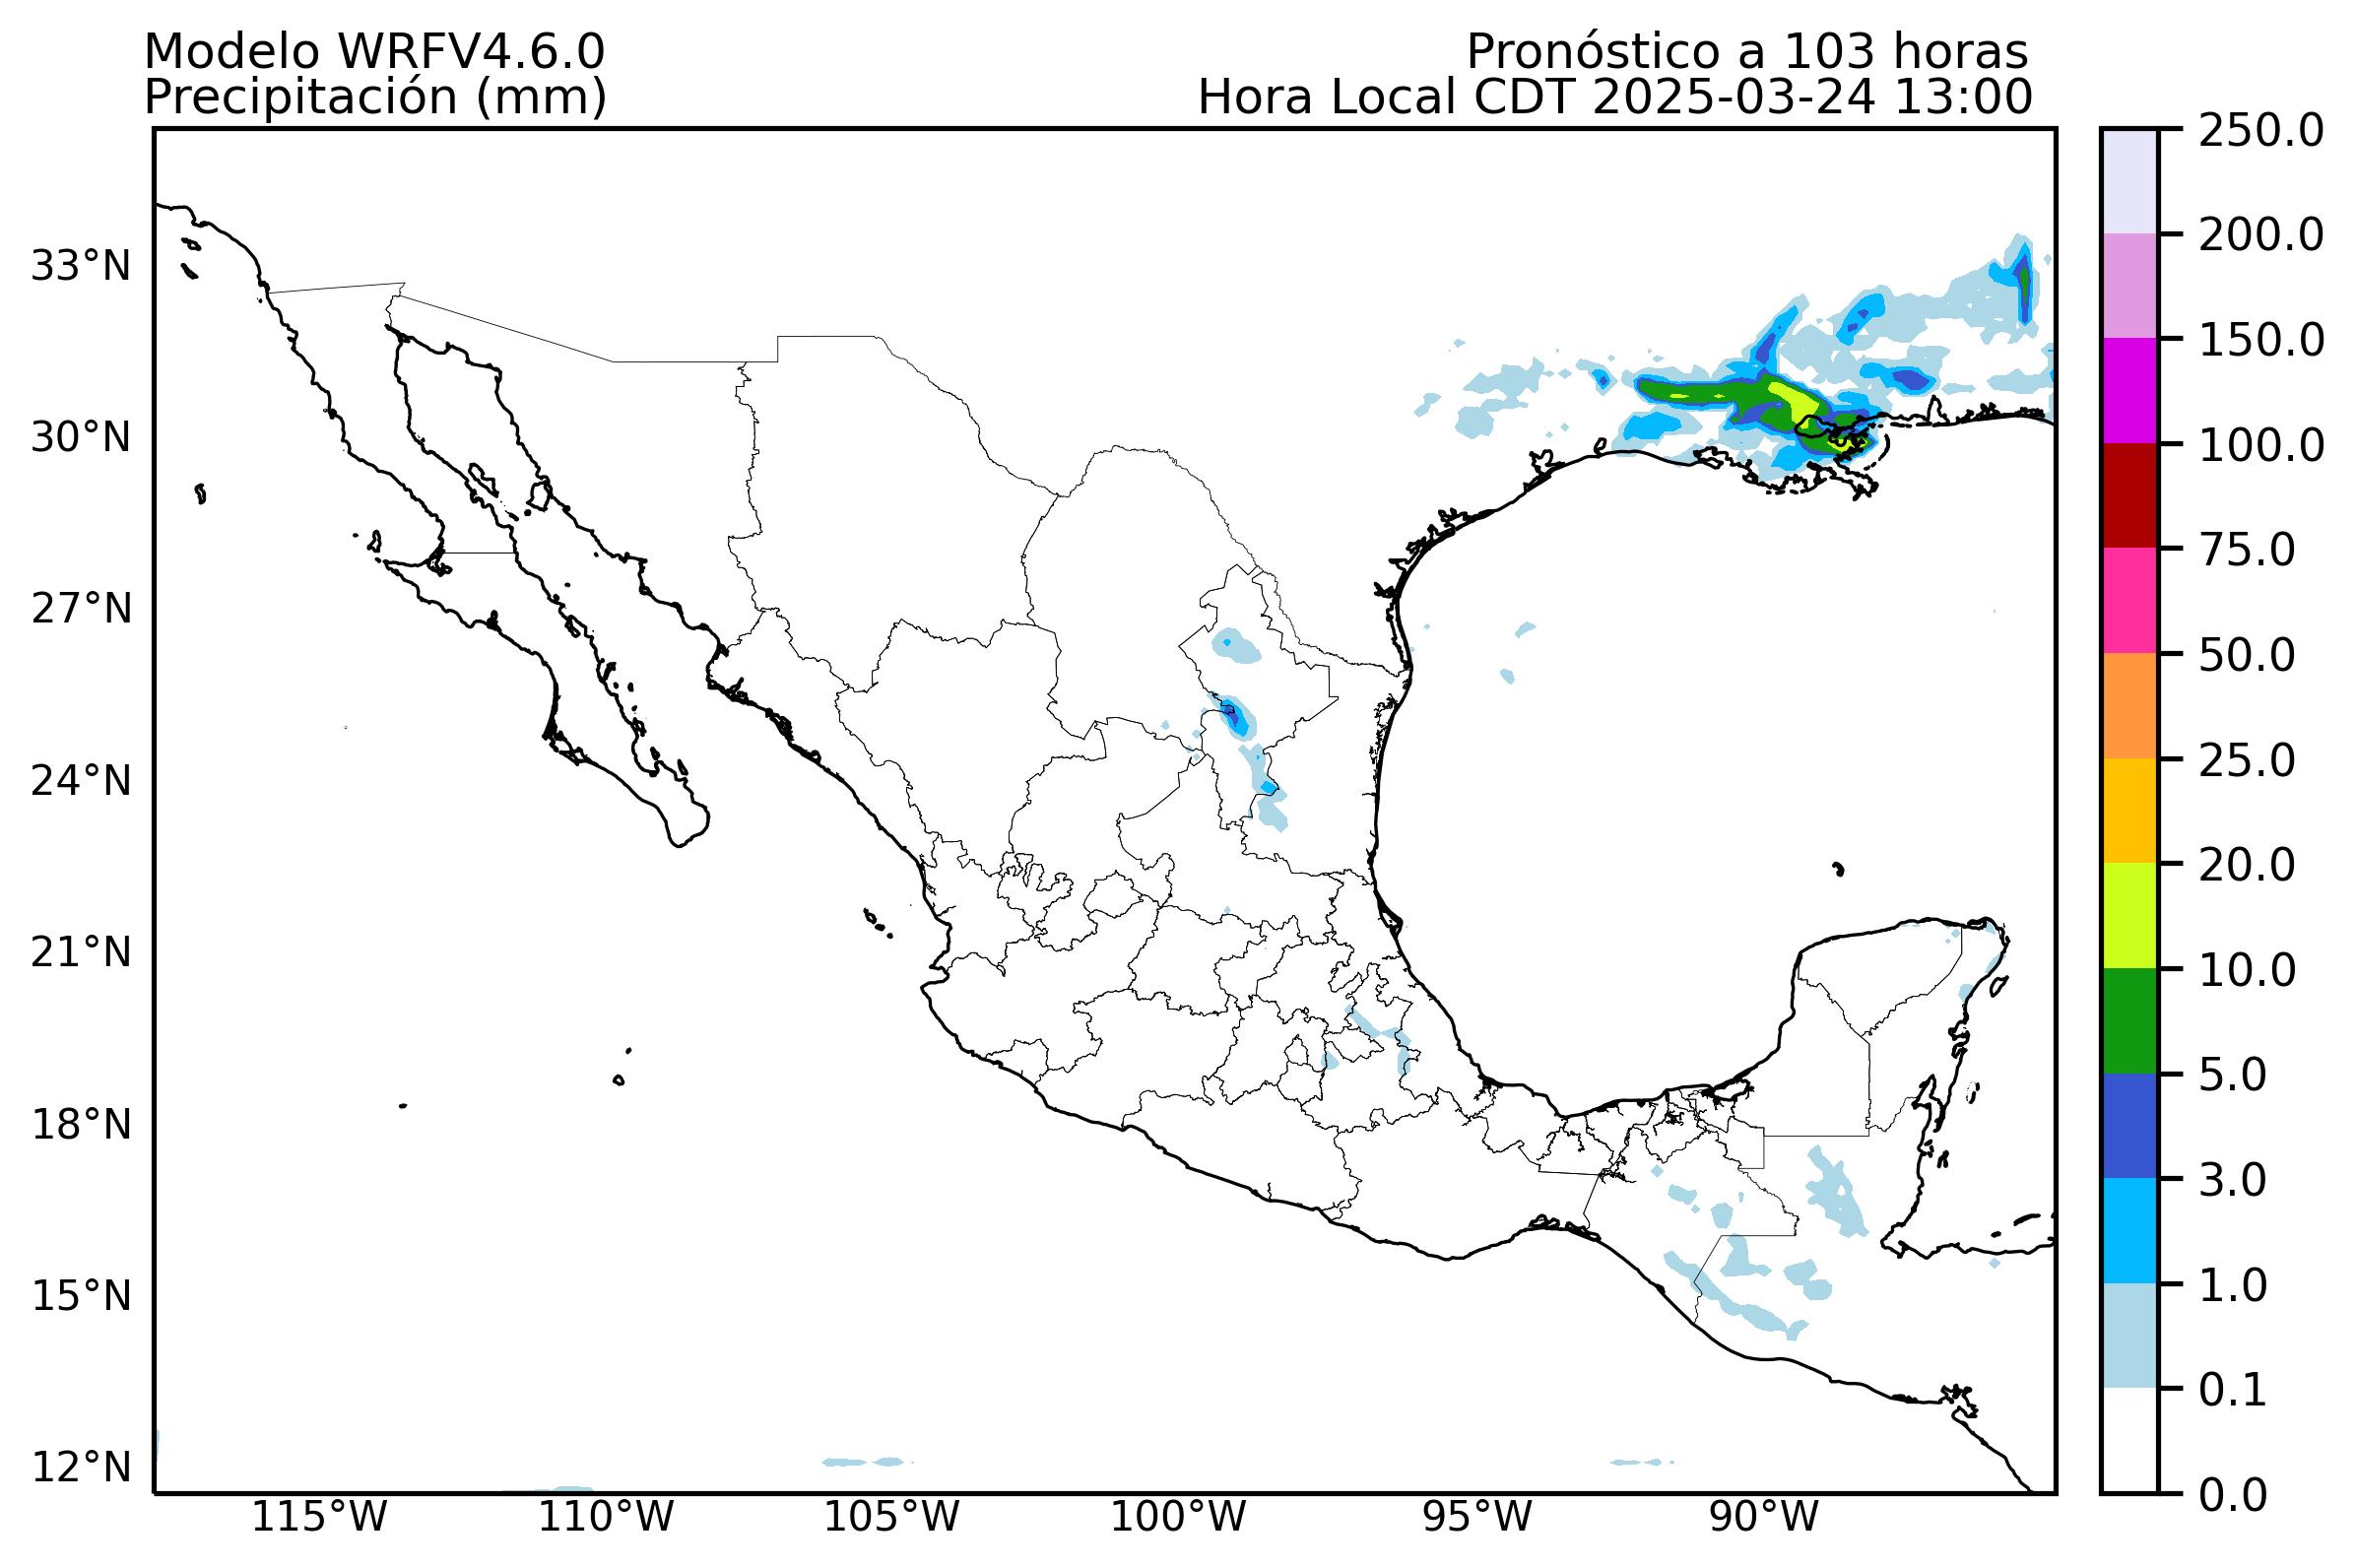 Modelo WRFV4.6.0
Precipitación (mm)
Pronóstico a 103 horas
Hora Local CDT 2025-03-24 13:00
33°N
30°N
27°N
24°N
21°N
18°N
15°N
12°N
115°W
110°W
105°W
100°W
95°W
90°W
250.0
200.0
150.0
100.0
75.0
50.0
25.0
20.0
10.0
5.0
3.0
1.0
0.1
0.0